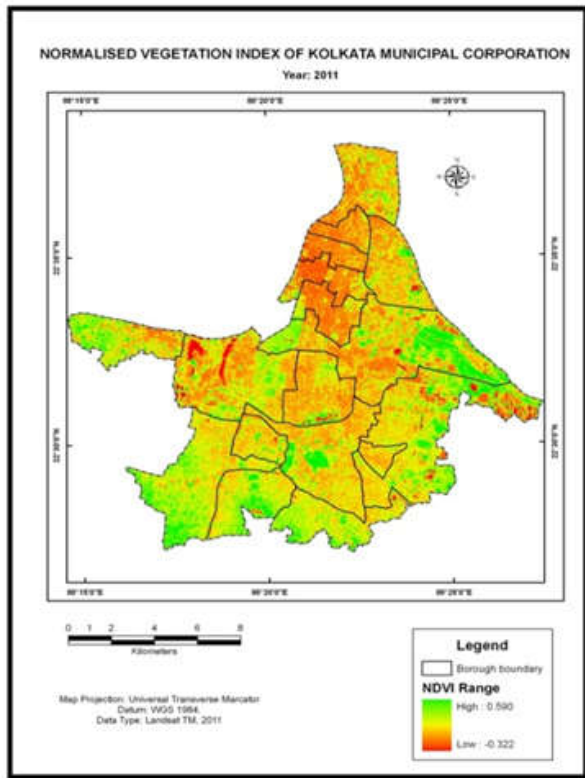 NORMALISED VEGETATION INDEX OF KOLKATA MUNICIPAL CORPORATION
Year: 2011
0 1 2 4 6 8
Kilometers
Map Projection: Universal Transverse Marcator
Datum: WGS 1984.
Data Type: Landsat TM, 2011
Legend
Borough boundary
NDVI Range
High : 0.590
Low : -0.322